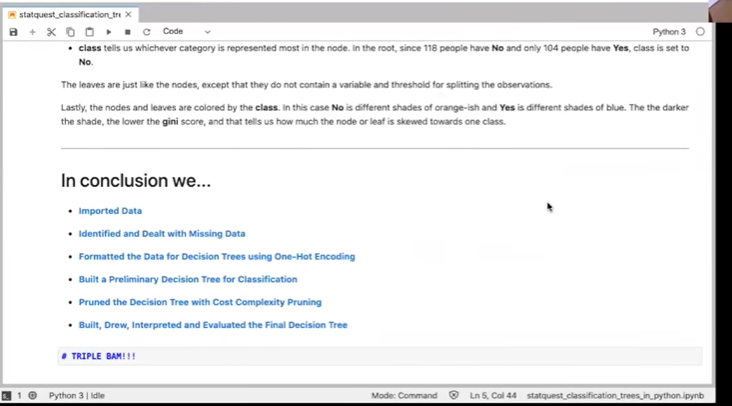 statquest_classification_tre
Code
Python 3
• class tells us whichever category is represented most in the node. In the root, since 118 people have No and only 104 people have Yes, class is set to
No.
The leaves are just like the nodes, except that they do not contain a variable and threshold for splitting the observations.
Lastly, the nodes and leaves are colored by the class. In this case No is different shades of orange-ish and Yes is different shades of blue. The the darker
the shade, the lower the gini score, and that tells us how much the node or leaf is skewed towards one class.
In conclusion we...
• Imported Data
• Identified and Dealt with Missing Data
• Formatted the Data for Decision Trees using One-Hot Encoding
• Built a Preliminary Decision Tree for Classification
• Pruned the Decision Tree with Cost Complexity Pruning
• Built, Drew, Interpreted and Evaluated the Final Decision Tree
# TRIPLE BAM!!!
1 Python 3 | Idle Mode: Command Ln 5, Col 44 statquest_classification_trees_in_python.ipynb